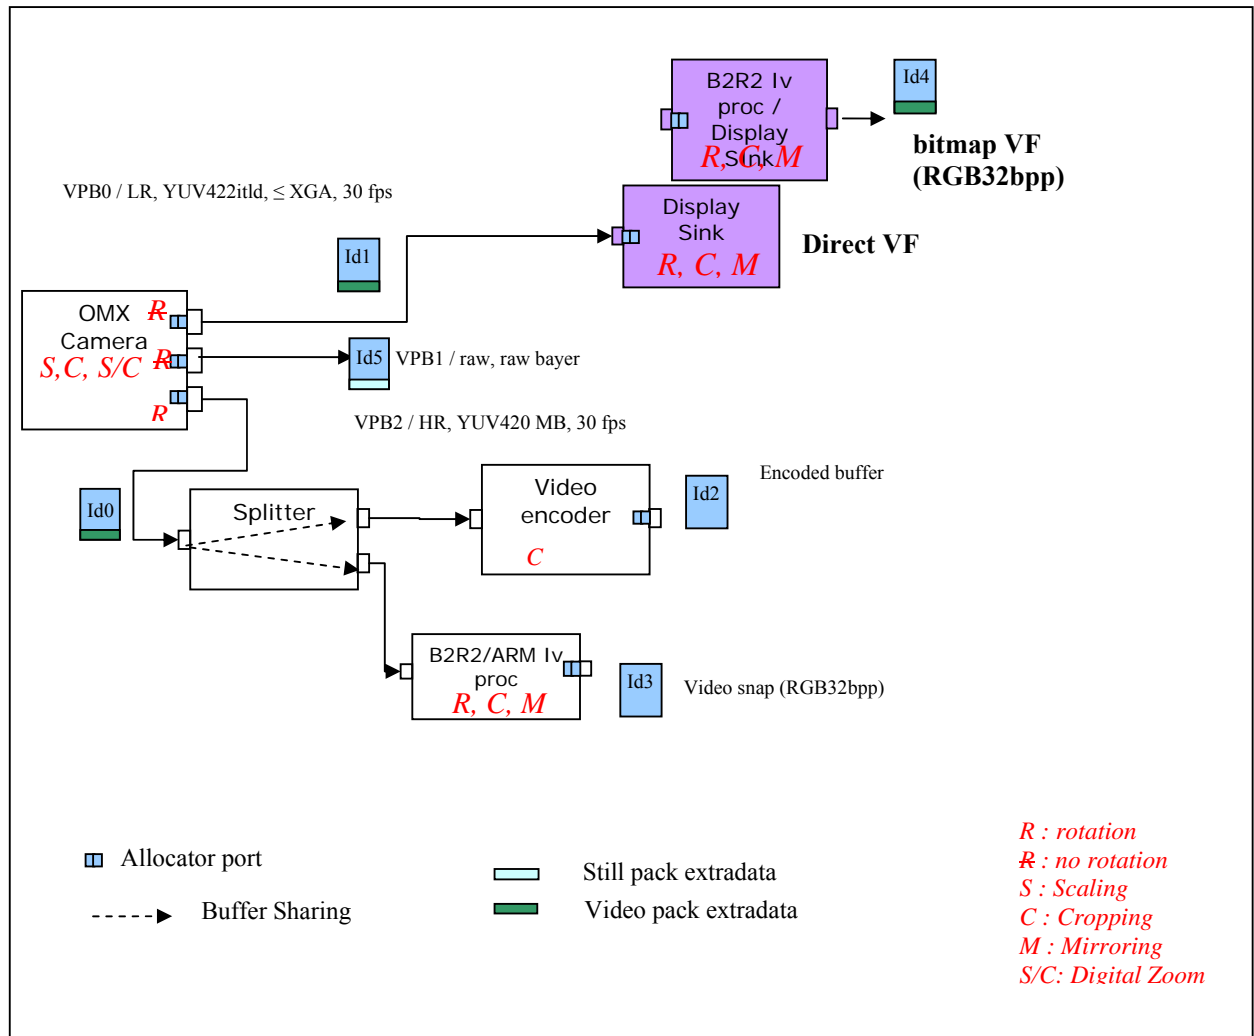 B2R2 Iv
proc /
Display
Sink
R, C, M
Id4
bitmap VF
(RGB32bpp)
VPB0 / LR, YUV422itld, ≤ XGA, 30 fps
Display
Sink
R, C, M
Direct VF
Id1
OMX
Camera
S,C, S/C
R
R
R
Id5
VPB1 / raw, raw bayer
VPB2 / HR, YUV420 MB, 30 fps
Id0
Splitter
Video
encoder
C
Id2
Encoded buffer
B2R2/ARM Iv
proc
R, C, M
Id3
Video snap (RGB32bpp)
Allocator port
Buffer Sharing
Still pack extradata
Video pack extradata
R : rotation
R : no rotation
S : Scaling
C : Cropping
M : Mirroring
S/C: Digital Zoom